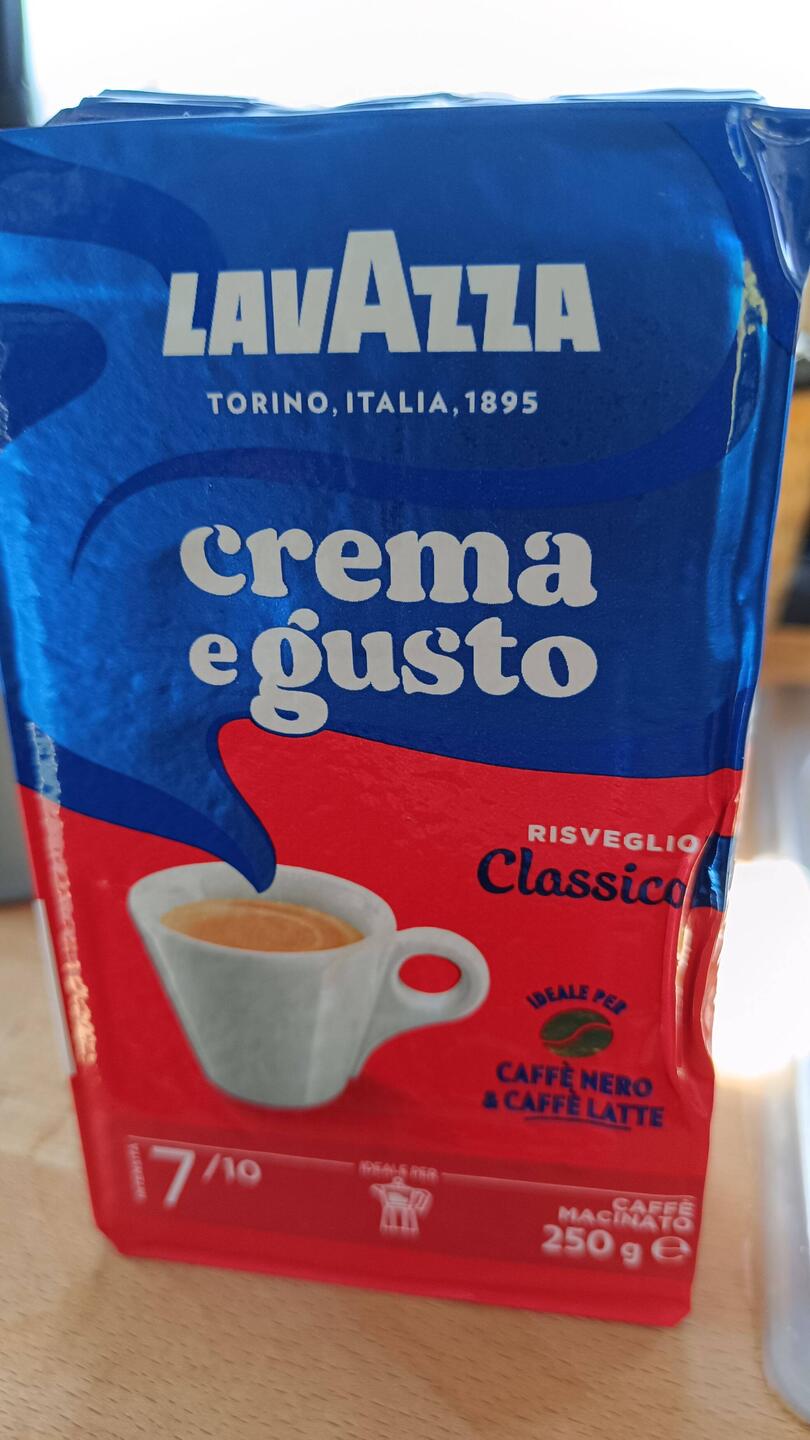 LAVAZZA
TORINO, ITALIA, 1895
crema
e gusto
RISVEGLIO
Classico
IDEALE PER
CAFFÈ NERO
& CAFFÈ LATTE
INTENSITÀ
7/10
IDEALE PER
CAFFÈ
MACINATO
250 g ℮